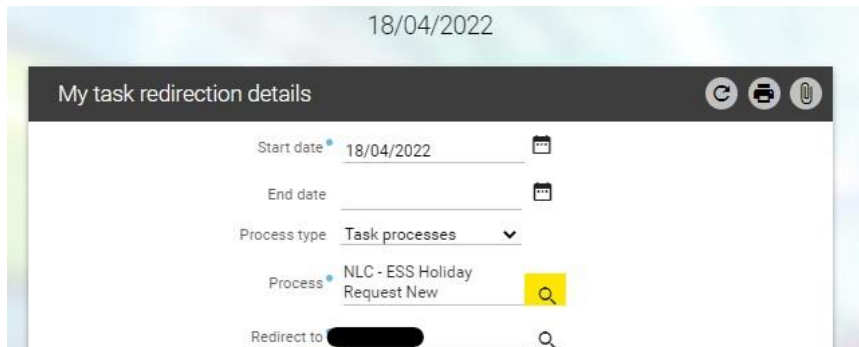 18/04/2022
My task redirection details
Start date 18/04/2022
End date
Process type Task processes
Process NLC - ESS Holiday
Request New
Redirect to